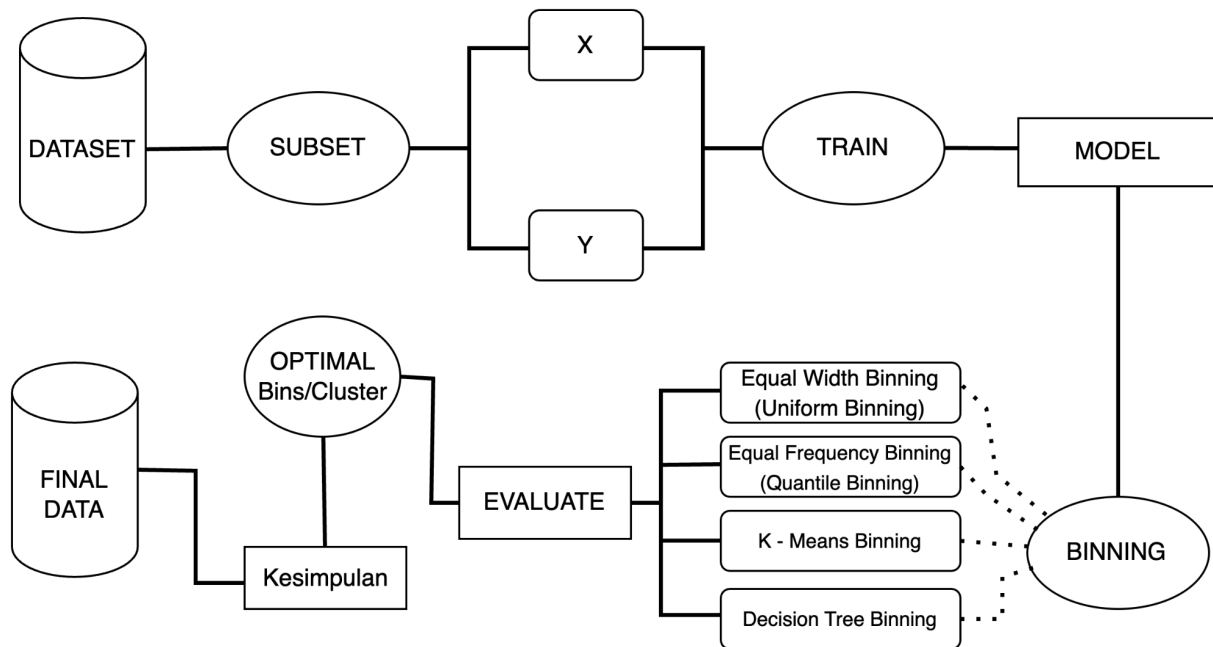 DATASET
SUBSET
X
Y
TRAIN
MODEL
BINNING
Equal Width Binning
(Uniform Binning)
Equal Frequency Binning
(Quantile Binning)
K - Means Binning
Decision Tree Binning
EVALUATE
OPTIMAL
Bins/Cluster
Kesimpulan
FINAL
DATA